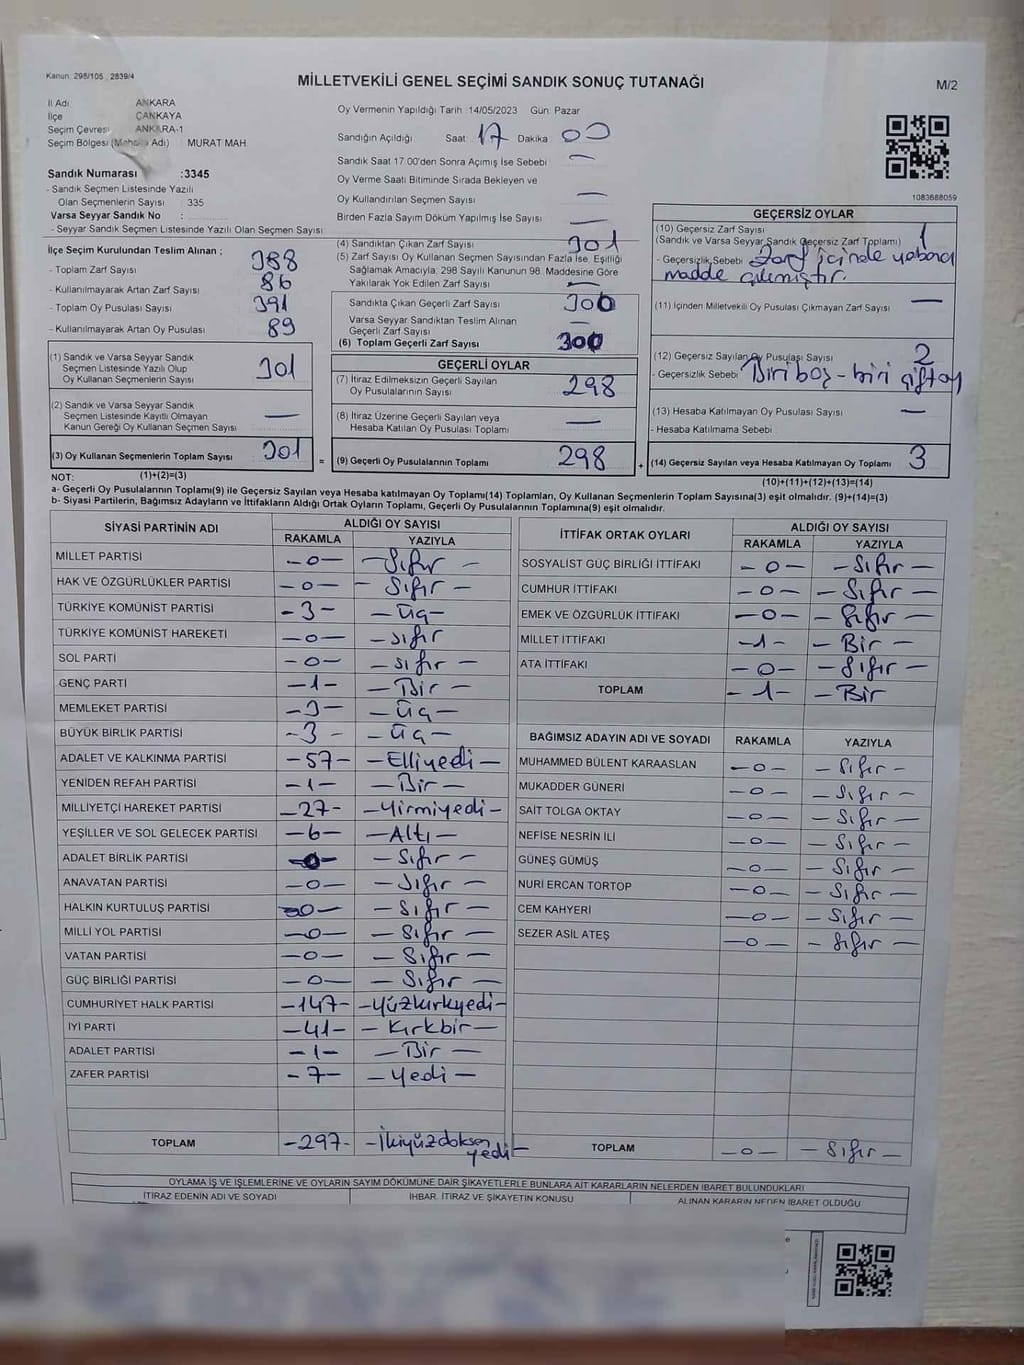 Kanun: 298/105 , 2839/4
MİLLETVEKİLİ GENEL SEÇİMİ SANDIK SONUÇ TUTANAĞI
M/2
İl Adı ANKARA
İlçe ÇANKAYA
Seçim Çevresi ANKARA-1
Seçim Bölgesi Adı) MURAT MAH.
Sandık Numarası :3345
- Sandık Seçmen Listesinde Yazılı
Olan Seçmenlerin Sayısı : 335
Varsa Seyyar Sandık No :
- Seyyar Sandık Seçmen Listesinde Yazılı Olan Seçmen Sayısı
Oy Vermenin Yapıldığı Tarih :14/05/2023 Gün: Pazar
Sandığın Açıldığı Saat: 17 Dakika 00
Sandık Saat 17.00'den Sonra Açımış İse Sebebi —
Oy Verme Saati Bitiminde Sırada Bekleyen ve
Oy Kullandırılan Seçmen Sayısı —
Birden Fazla Sayım Döküm Yapılmış İse Sayısı —
1083688059
İlçe Seçim Kurulundan Teslim Alınan ;
- Toplam Zarf Sayısı 388
- Kullanılmayarak Artan Zarf Sayısı 86
- Toplam Oy Pusulası Sayısı 391
- Kullanılmayarak Artan Oy Pusulası 89
(1) Sandık ve Varsa Seyyar Sandık
Seçmen Listesinde Yazılı Olup
Oy Kullanan Seçmenlerin Sayısı 301
(2) Sandık ve Varsa Seyyar Sandık
Seçmen Listesinde Kayıtlı Olmayan
Kanun Gereği Oy Kullanan Seçmen Sayısı —
(3) Oy Kullanan Seçmenlerin Toplam Sayısı 301
(1)+(2)=(3)
(4) Sandıktan Çıkan Zarf Sayısı 301
(5) Zarf Sayısı Oy Kullanan Seçmen Sayısından Fazla İse, Eşitliği
Sağlamak Amacıyla; 298 Sayılı Kanunun 98. Maddesine Göre
Yakılarak Yok Edilen Zarf Sayısı —
Sandıkta Çıkan Geçerli Zarf Sayısı 300
Varsa Seyyar Sandıktan Teslim Alınan
Geçerli Zarf Sayısı —
(6) Toplam Geçerli Zarf Sayısı 300
GEÇERLİ OYLAR
(7) İtiraz Edilmeksizin Geçerli Sayılan
Oy Pusulalarının Sayısı 298
(8) İtiraz Üzerine Geçerli Sayılan veya
Hesaba Katılan Oy Pusulası Toplamı —
= (9) Geçerli Oy Pusulalarının Toplamı 298
GEÇERSİZ OYLAR
(10) Geçersiz Zarf Sayısı
(Sandık ve Varsa Seyyar Sandık Geçersiz Zarf Toplamı) 1
- Geçersizlik Sebebi Zarf içinde yabancı
madde çıkmıştır.
(11) İçinden Milletvekili Oy Pusulası Çıkmayan Zarf Sayısı —
(12) Geçersiz Sayılan Oy Pusulası Sayısı 2
- Geçersizlik Sebebi Biri boş - biri çift oy
(13) Hesaba Katılmayan Oy Pusulası Sayısı —
- Hesaba Katılmama Sebebi
+ (14) Geçersiz Sayılan veya Hesaba Katılmayan Oy Toplamı 3
(10)+(11)+(12)+(13)=(14)
NOT:
a- Geçerli Oy Pusulalarının Toplamı(9) ile Geçersiz Sayılan veya Hesaba katılmayan Oy Toplamı(14) Toplamları, Oy Kullanan Seçmenlerin Toplam Sayısına(3) eşit olmalıdır. (9)+(14)=(3)
b- Siyasi Partilerin, Bağımsız Adayların ve İttifakların Aldığı Ortak Oyların Toplamı, Geçerli Oy Pusulalarının Toplamına(9) eşit olmalıdır.
SİYASİ PARTİNİN ADI ALDIĞI OY SAYISI
RAKAMLA YAZIYLA
MİLLET PARTİSİ - 0 - - Sıfır -
HAK VE ÖZGÜRLÜKLER PARTİSİ - 0 - - Sıfır -
TÜRKİYE KOMÜNİST PARTİSİ - 3 - - Üç -
TÜRKİYE KOMÜNİST HAREKETİ - 0 - - sıfır
SOL PARTİ - 0 - - sıfır -
GENÇ PARTİ - 1 - - Bir -
MEMLEKET PARTİSİ - 3 - - Üç -
BÜYÜK BİRLİK PARTİSİ - 3 - - Üç -
ADALET VE KALKINMA PARTİSİ - 57 - - Elliyedi -
YENİDEN REFAH PARTİSİ - 1 - - Bir -
MİLLİYETÇİ HAREKET PARTİSİ - 27 - - Yirmiyedi -
YEŞİLLER VE SOL GELECEK PARTİSİ - 6 - - Altı -
ADALET BİRLİK PARTİSİ - 0 - - Sıfır -
ANAVATAN PARTİSİ - 0 - - Sıfır -
HALKIN KURTULUŞ PARTİSİ - 0 - - Sıfır -
MİLLİ YOL PARTİSİ - 0 - - Sıfır -
VATAN PARTİSİ - 0 - - Sıfır -
GÜÇ BİRLİĞİ PARTİSİ - 0 - - Sıfır -
CUMHURİYET HALK PARTİSİ - 147 - - Yüzkırkyedi -
İYİ PARTİ - 41 - - Kırkbir -
ADALET PARTİSİ - 1 - - Bir -
ZAFER PARTİSİ - 7 - - Yedi -
TOPLAM - 297 - - İkiyüzdoksan
yedi -
İTTİFAK ORTAK OYLARI ALDIĞI OY SAYISI
RAKAMLA YAZIYLA
SOSYALİST GÜÇ BİRLİĞİ İTTİFAKI - 0 - - Sıfır -
CUMHUR İTTİFAKI - 0 - - Sıfır -
EMEK VE ÖZGÜRLÜK İTTİFAKI - 0 - - Sıfır -
MİLLET İTTİFAKI - 1 - - Bir -
ATA İTTİFAKI - 0 - - Sıfır -
TOPLAM - 1 - - Bir
BAĞIMSIZ ADAYIN ADI VE SOYADI RAKAMLA YAZIYLA
MUHAMMED BÜLENT KARAASLAN - 0 - - Sıfır -
MUKADDER GÜNERİ - 0 - - Sıfır -
SAİT TOLGA OKTAY - 0 - - Sıfır -
NEFİSE NESRİN İLİ - 0 - - Sıfır -
GÜNEŞ GÜMÜŞ - 0 - - Sıfır -
NURİ ERCAN TORTOP - 0 - - Sıfır -
CEM KAHYERİ - 0 - - Sıfır -
SEZER ASİL ATEŞ - 0 - - Sıfır -
TOPLAM - 0 - - Sıfır -
OYLAMA İŞ VE İŞLEMLERİNE VE OYLARIN SAYIM DÖKÜMÜNE DAİR ŞİKAYETLERLE BUNLARA AİT KARARLARIN NELERDEN İBARET BULUNDUKLARI
İTİRAZ EDENİN ADI VE SOYADI İHBAR, İTİRAZ VE ŞİKAYETİN KONUSU ALINAN KARARIN NEDEN İBARET OLDUĞU